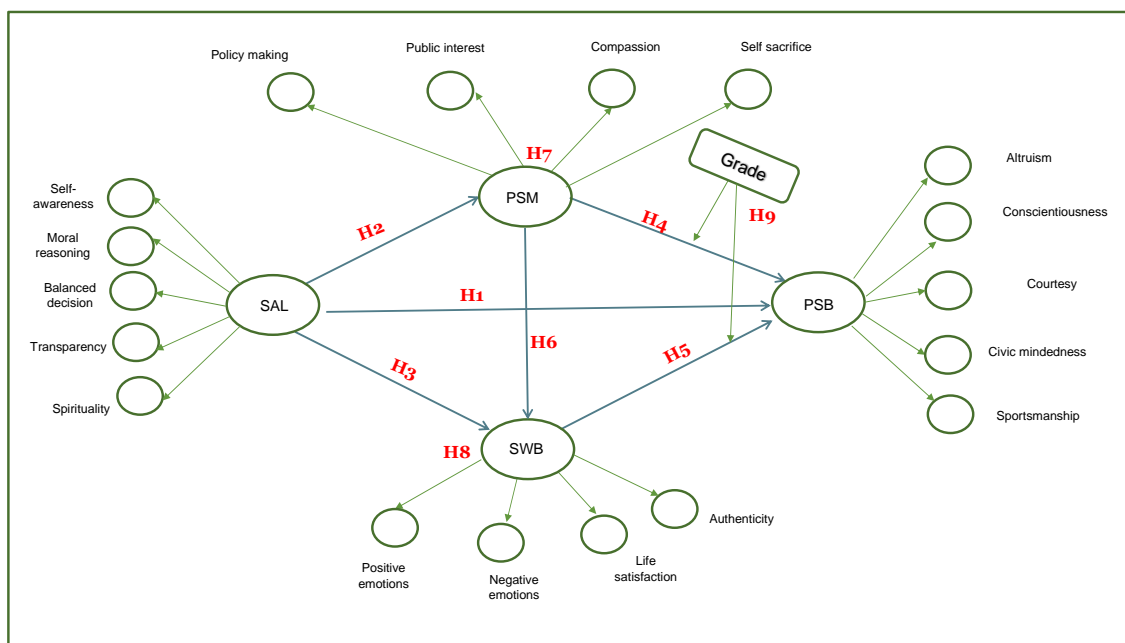 Policy making
Public interest
Compassion
Self sacrifice
H7
Grade
PSM
H9
Altruism
Self-
awareness
H2
H4
Conscientiousness
Moral
reasoning
Balanced
decision
SAL
H1
PSB
Courtesy
Transparency
H6
H5
Civic mindedness
H3
Spirituality
Sportsmanship
H8
SWB
Authenticity
Positive
emotions
Negative
emotions
Life
satisfaction